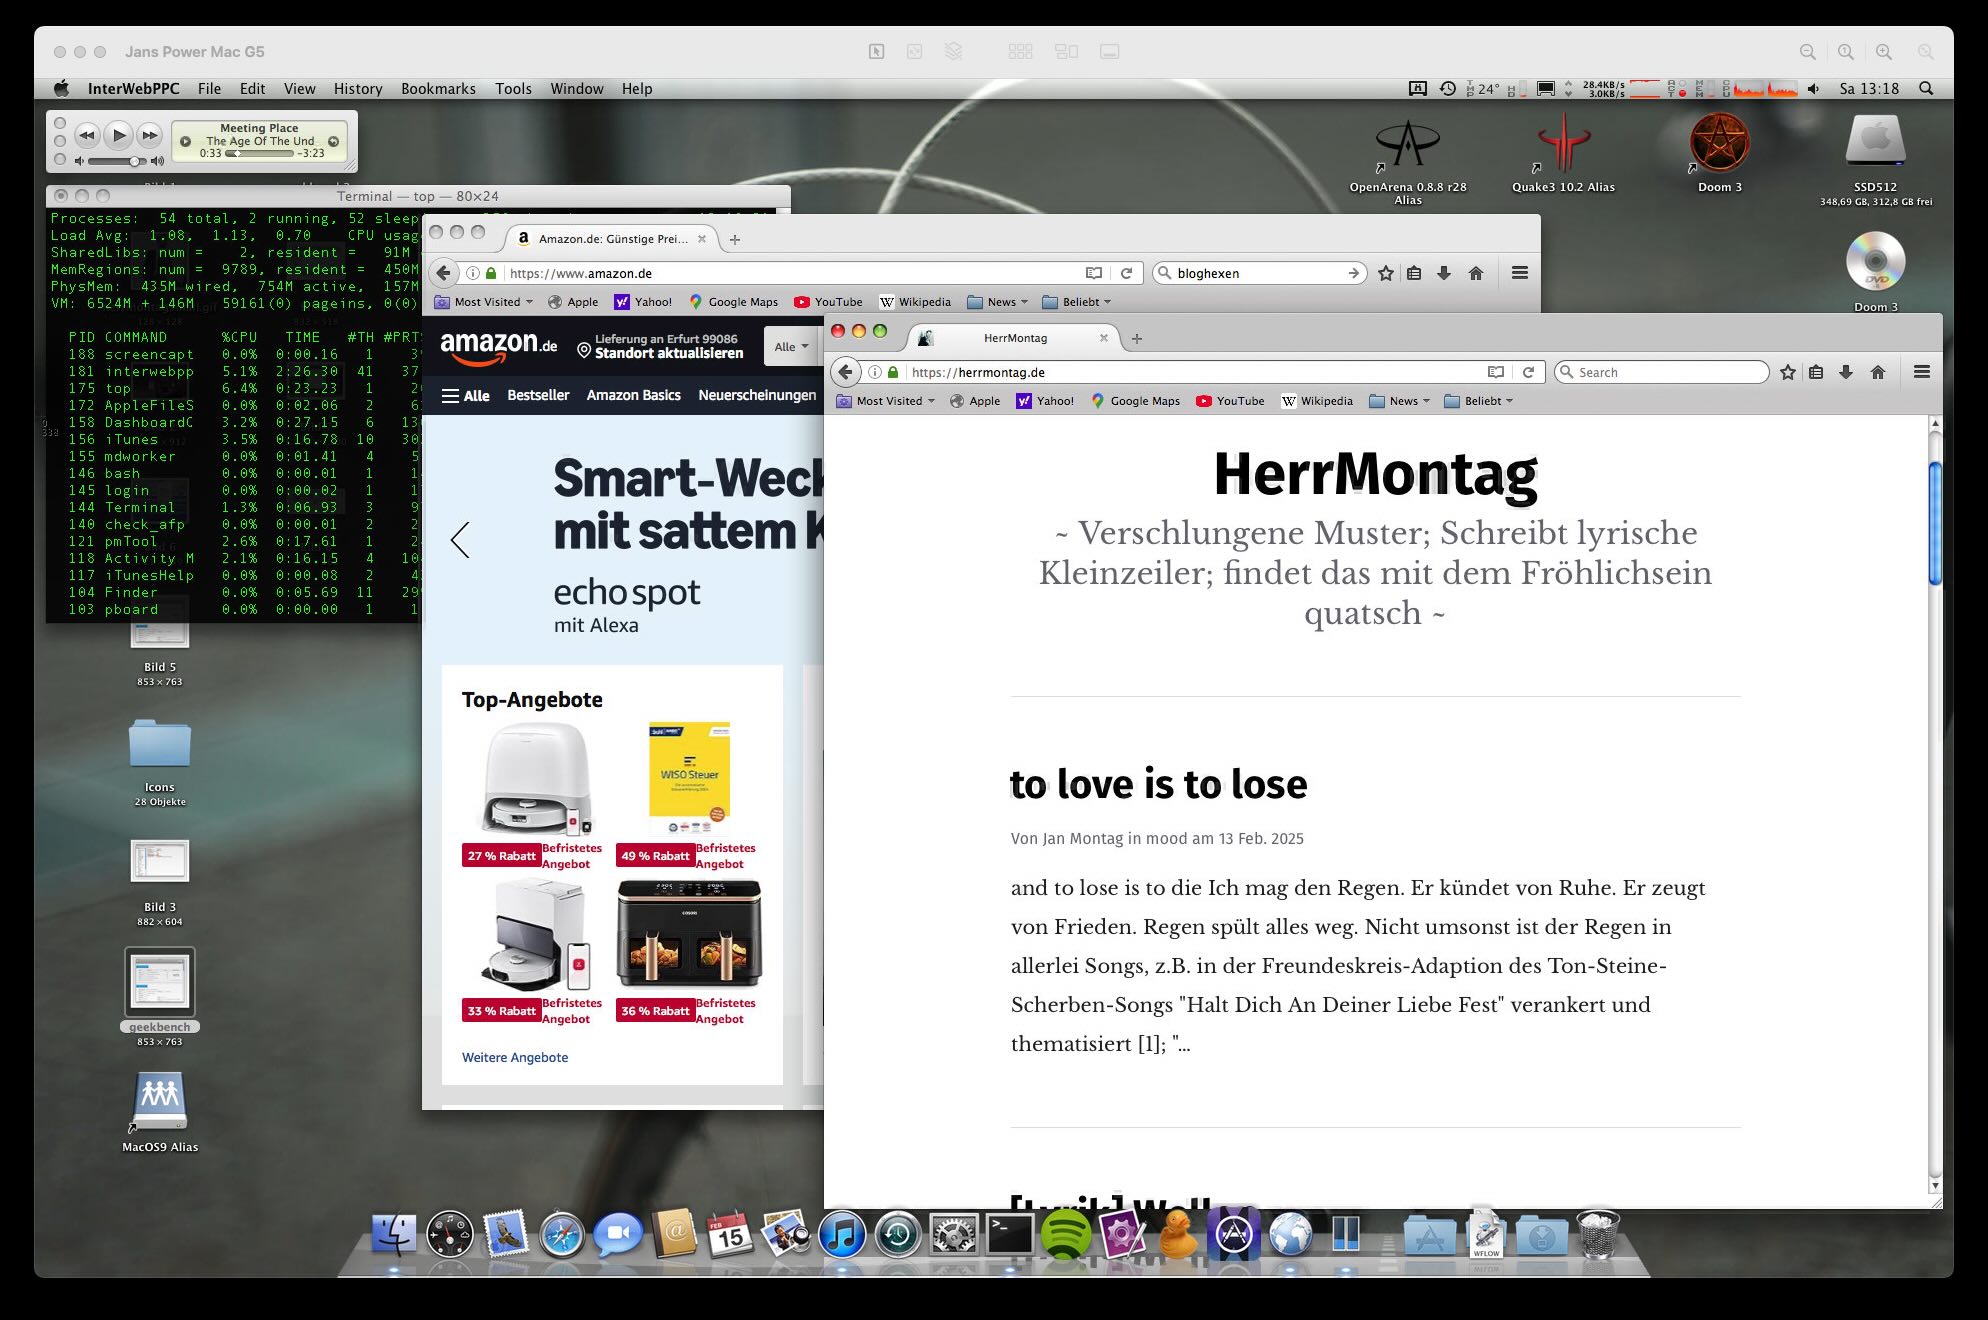 Jans Power Mac G5
InterWebPPC File Edit View History Bookmarks Tools Window Help
24° 28.4KB/s 3.0KB/s Sa 13:18
Meeting Place
The Age Of The Und
0:33 -3:23
OpenArena 0.8.8 r28
Alias
Quake3 10.2 Alias
Doom 3
SSD512
348,69 GB, 312,8 GB frei
Doom 3
Terminal — top — 80×24
Processes: 54 total, 2 running, 52 sleep
Load Avg: 1.08, 1.13, 0.70 CPU usag
SharedLibs: num = 2, resident = 91M
MemRegions: num = 9789, resident = 450M
PhysMem: 435M wired, 754M active, 157M
VM: 6524M + 146M 59161(0) pageins, 0(0)
PID COMMAND %CPU TIME #TH #PRT
188 screencapt 0.0% 0:00.16 1
181 interwebpp 5.1% 2:26.30 41 37
175 top 6.4% 0:23.23 1
172 AppleFileS 0.0% 0:02.06 2
158 DashboardC 3.2% 0:27.15 6
156 iTunes 3.5% 0:16.78 10
155 mdworker 0.0% 0:01.41 4
146 bash 0.0% 0:00.01 1
145 login 0.0% 0:00.02 1
144 Terminal 1.3% 0:06.93 3
140 check_afp 0.0% 0:00.01 2
121 pmTool 2.6% 0:17.61 1
118 Activity M 2.1% 0:16.15 4
117 iTunesHelp 0.0% 0:00.08 2
104 Finder 0.0% 0:05.69 11
103 pboard 0.0% 0:00.00 1
Bild 5
853 × 763
Icons
28 Objekte
Bild 3
882 × 604
geekbench
853 × 763
MacOS9 Alias
Amazon.de: Günstige Prei...
https://www.amazon.de
bloghexen
Most Visited Apple Yahoo! Google Maps YouTube Wikipedia News Beliebt
amazon.de
Lieferung an Erfurt 99086
Standort aktualisieren
Alle
Alle Bestseller Amazon Basics Neuerscheinungen
Smart-Weck
mit sattem K
echo spot
mit Alexa
Top-Angebote
WISO Steuer
27 % Rabatt Befristetes Angebot
49 % Rabatt Befristetes Angebot
COSORI
33 % Rabatt Befristetes Angebot
36 % Rabatt Befristetes Angebot
Weitere Angebote
HerrMontag
https://herrmontag.de
Search
Most Visited Apple Yahoo! Google Maps YouTube Wikipedia News Beliebt
HerrMontag
~ Verschlungene Muster; Schreibt lyrische
Kleinzeiler; findet das mit dem Fröhlichsein
quatsch ~
to love is to lose
Von Jan Montag in mood am 13 Feb. 2025
and to lose is to die Ich mag den Regen. Er kündet von Ruhe. Er zeugt
von Frieden. Regen spült alles weg. Nicht umsonst ist der Regen in
allerlei Songs, z.B. in der Freundeskreis-Adaption des Ton-Steine-
Scherben-Songs "Halt Dich An Deiner Liebe Fest" verankert und
thematisiert [1]; "...
FEB
15
WFLOW
DVD